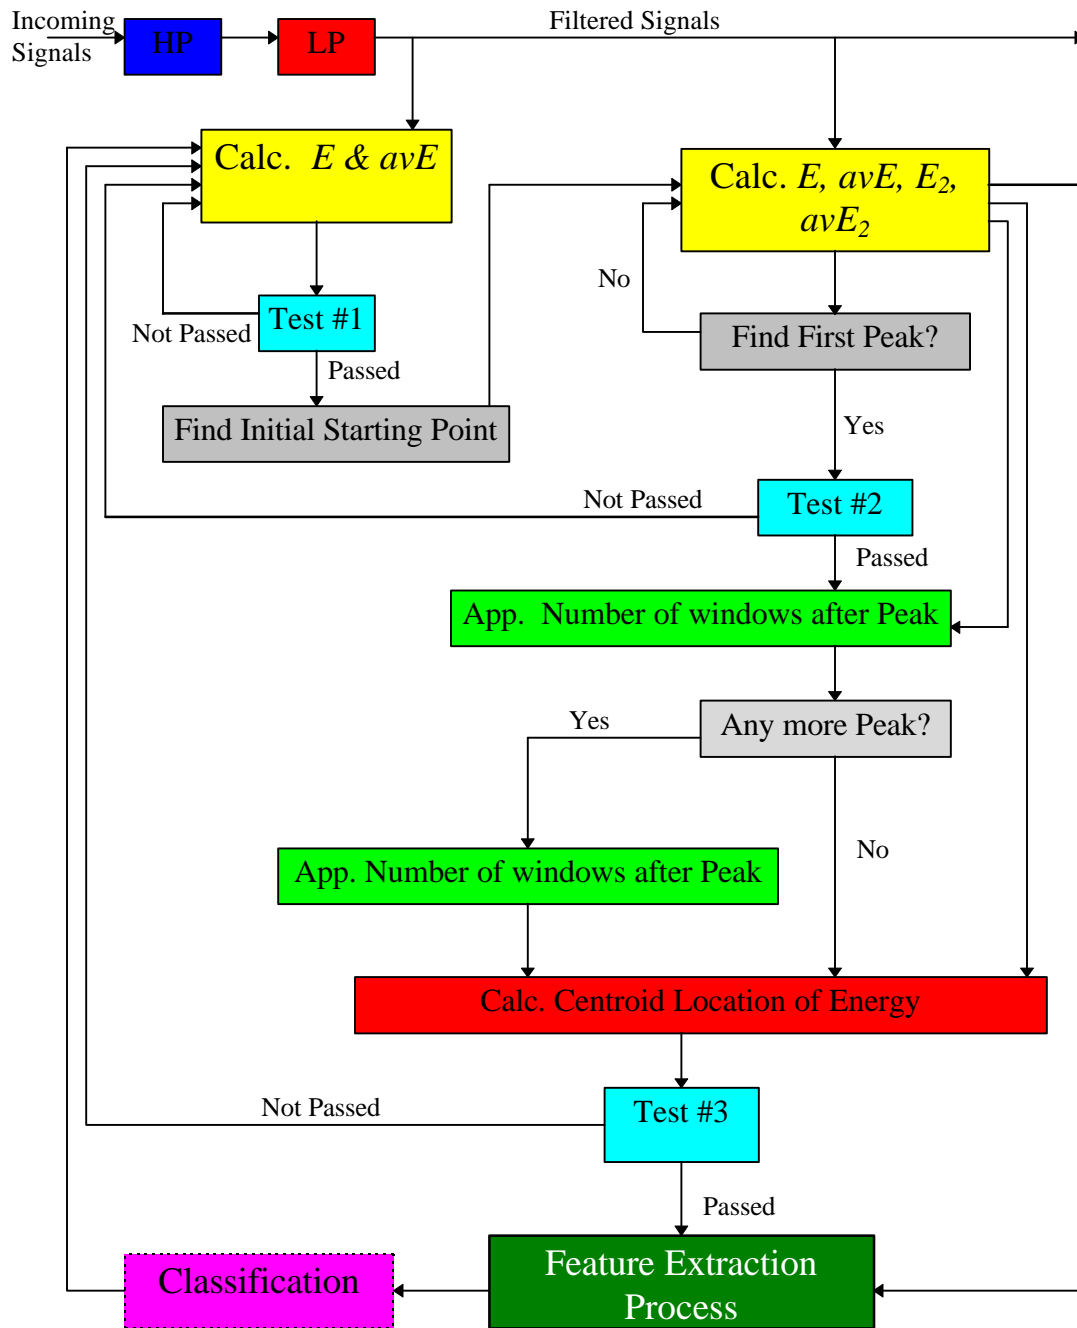 Incoming
Signals
HP
LP
Filtered Signals
Calc. E & avE
Calc. E, avE, E₂,
avE₂
No
Not Passed
Test #1
Find First Peak?
Passed
Find Initial Starting Point
Yes
Not Passed
Test #2
Passed
App. Number of windows after Peak
Yes
Any more Peak?
No
App. Number of windows after Peak
Calc. Centroid Location of Energy
Not Passed
Test #3
Passed
Classification
Feature Extraction
Process